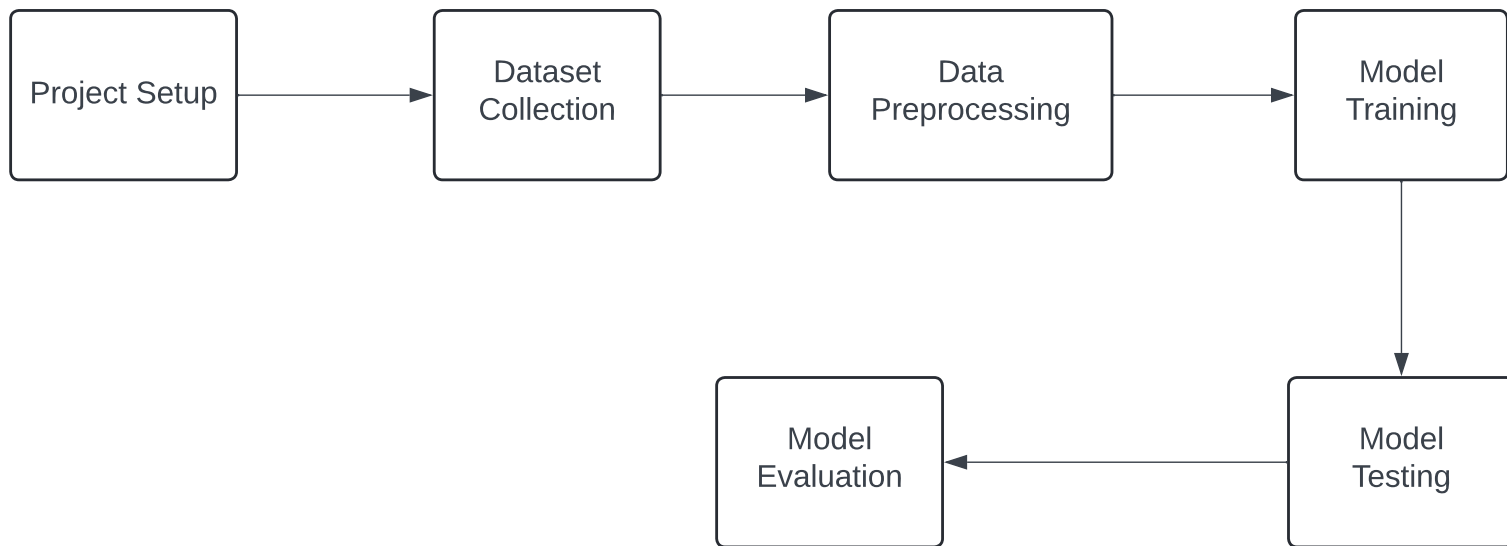 Project Setup
Dataset
Collection
Data
Preprocessing
Model
Training
Model
Evaluation
Model
Testing